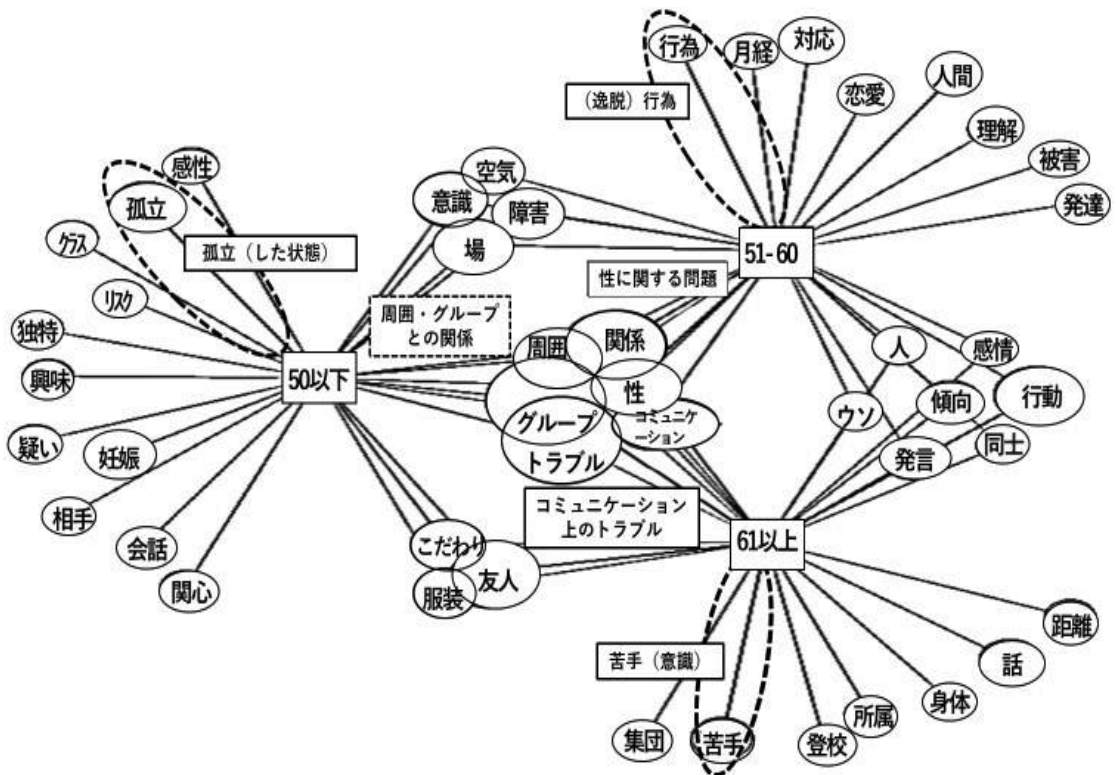 行為
月経
対応
(逸脱)行為
恋愛
人間
理解
被害
発達
感性
孤立
空気
意識
障害
場
クラス
孤立(した状態)
51-60
性に関する問題
リスク
周囲・グループ
との関係
独特
興味
50以下
周囲
関係
性
人
感情
グループ
コミュニケ
ーション
ウソ
傾向
行動
疑い
妊娠
トラブル
発言
同士
相手
会話
関心
こだわり
服装
友人
コミュニケーション
上のトラブル
61以上
苦手(意識)
距離
話
身体
所属
登校
苦手
集団